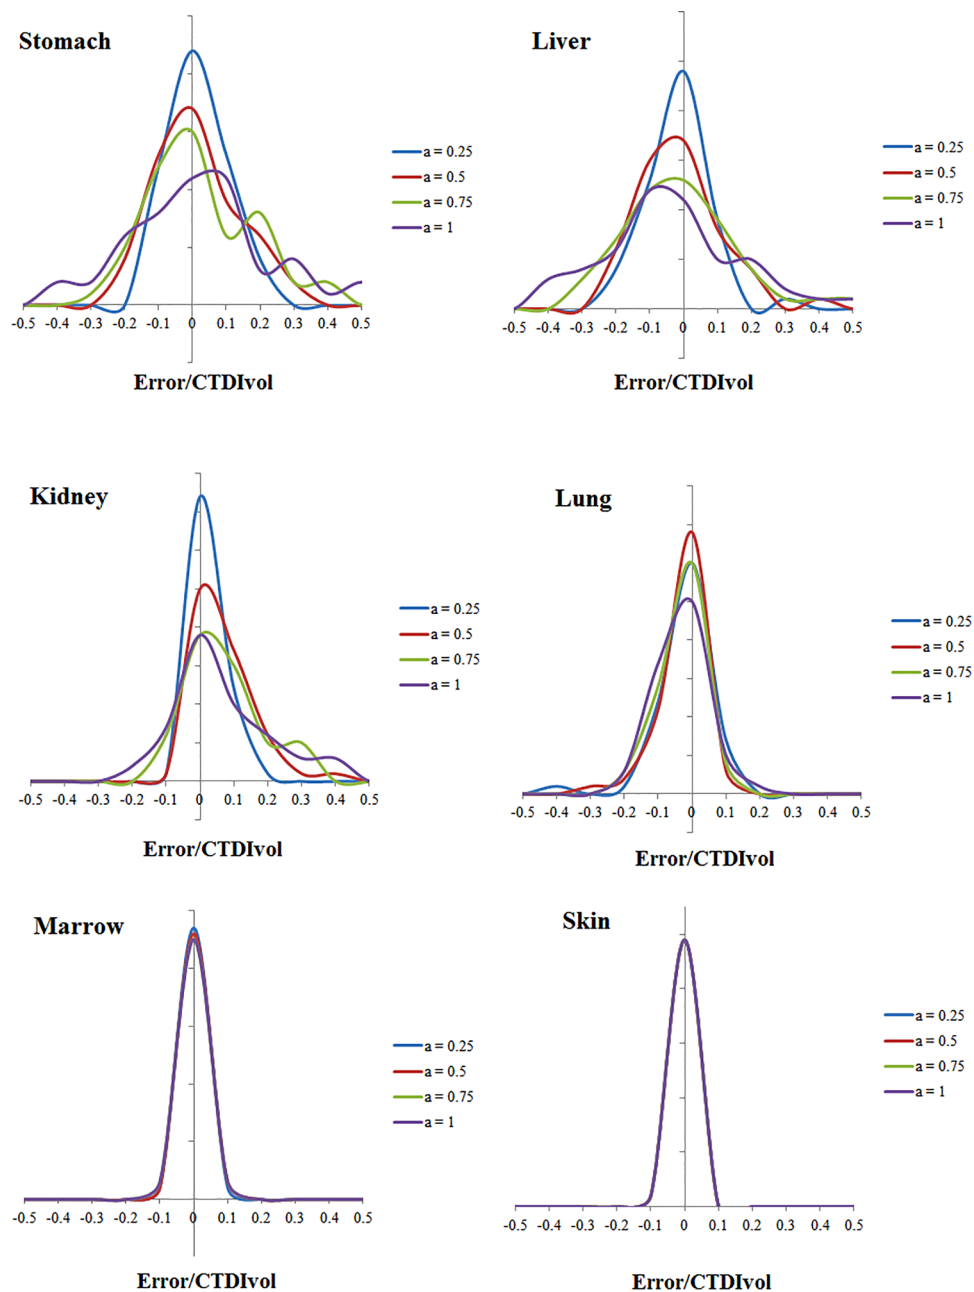 Stomach
a = 0.25
a = 0.5
a = 0.75
a = 1
-0.5 -0.4 -0.3 -0.2 -0.1 0 0.1 0.2 0.3 0.4 0.5
Error/CTDIvol
Liver
a = 0.25
a = 0.5
a = 0.75
a = 1
-0.5 -0.4 -0.3 -0.2 -0.1 0 0.1 0.2 0.3 0.4 0.5
Error/CTDIvol
Kidney
a = 0.25
a = 0.5
a = 0.75
a = 1
-0.5 -0.4 -0.3 -0.2 -0.1 0 0.1 0.2 0.3 0.4 0.5
Error/CTDIvol
Lung
a = 0.25
a = 0.5
a = 0.75
a = 1
-0.5 -0.4 -0.3 -0.2 -0.1 0 0.1 0.2 0.3 0.4 0.5
Error/CTDIvol
Marrow
a = 0.25
a = 0.5
a = 0.75
a = 1
-0.5 -0.4 -0.3 -0.2 -0.1 0 0.1 0.2 0.3 0.4 0.5
Error/CTDIvol
Skin
a = 0.25
a = 0.5
a = 0.75
a = 1
-0.5 -0.4 -0.3 -0.2 -0.1 0 0.1 0.2 0.3 0.4 0.5
Error/CTDIvol